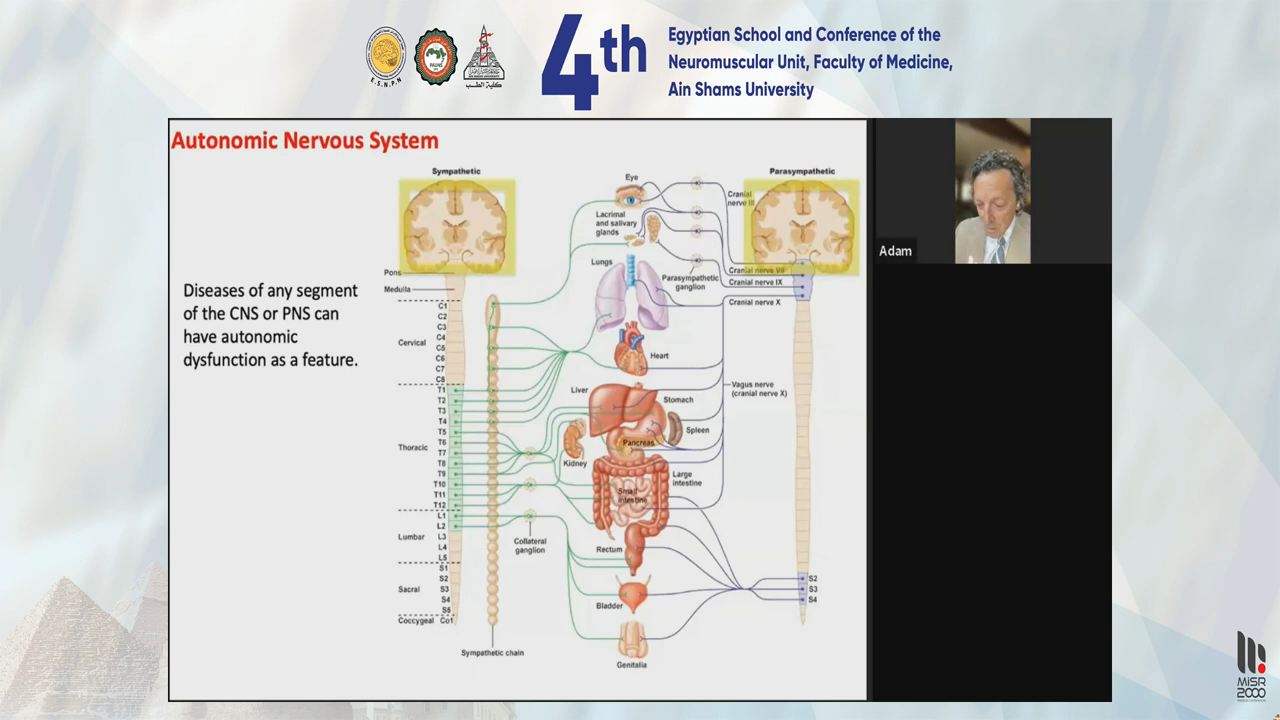 4th
Egyptian School and Conference of the
Neuromuscular Unit, Faculty of Medicine,
Ain Shams University
E.S.N.P.N
كلية الطب
Autonomic Nervous System
Sympathetic
Parasympathetic
Diseases of any segment
of the CNS or PNS can
have autonomic
dysfunction as a feature.
Pons
Medulla
Cervical
C1
C2
C3
C4
C5
C6
C7
C8
Thoracic
T1
T2
T3
T4
T5
T6
T7
T8
T9
T10
T11
T12
Lumbar
L1
L2
L3
L4
L5
Sacral
S1
S2
S3
S4
S5
Coccygeal Co1
Sympathetic chain
Collateral
ganglion
Eye
Lacrimal
and salivary
glands
Lungs
Heart
Liver
Stomach
Spleen
Pancreas
Kidney
Large
intestine
Small
intestine
Rectum
Bladder
Genitalia
Parasympathetic
ganglion
Cranial
nerve III
Cranial nerve VII
Cranial nerve IX
Cranial nerve X
Vagus nerve
(cranial nerve X)
S2
S3
S4
Adam
MiSR
2000